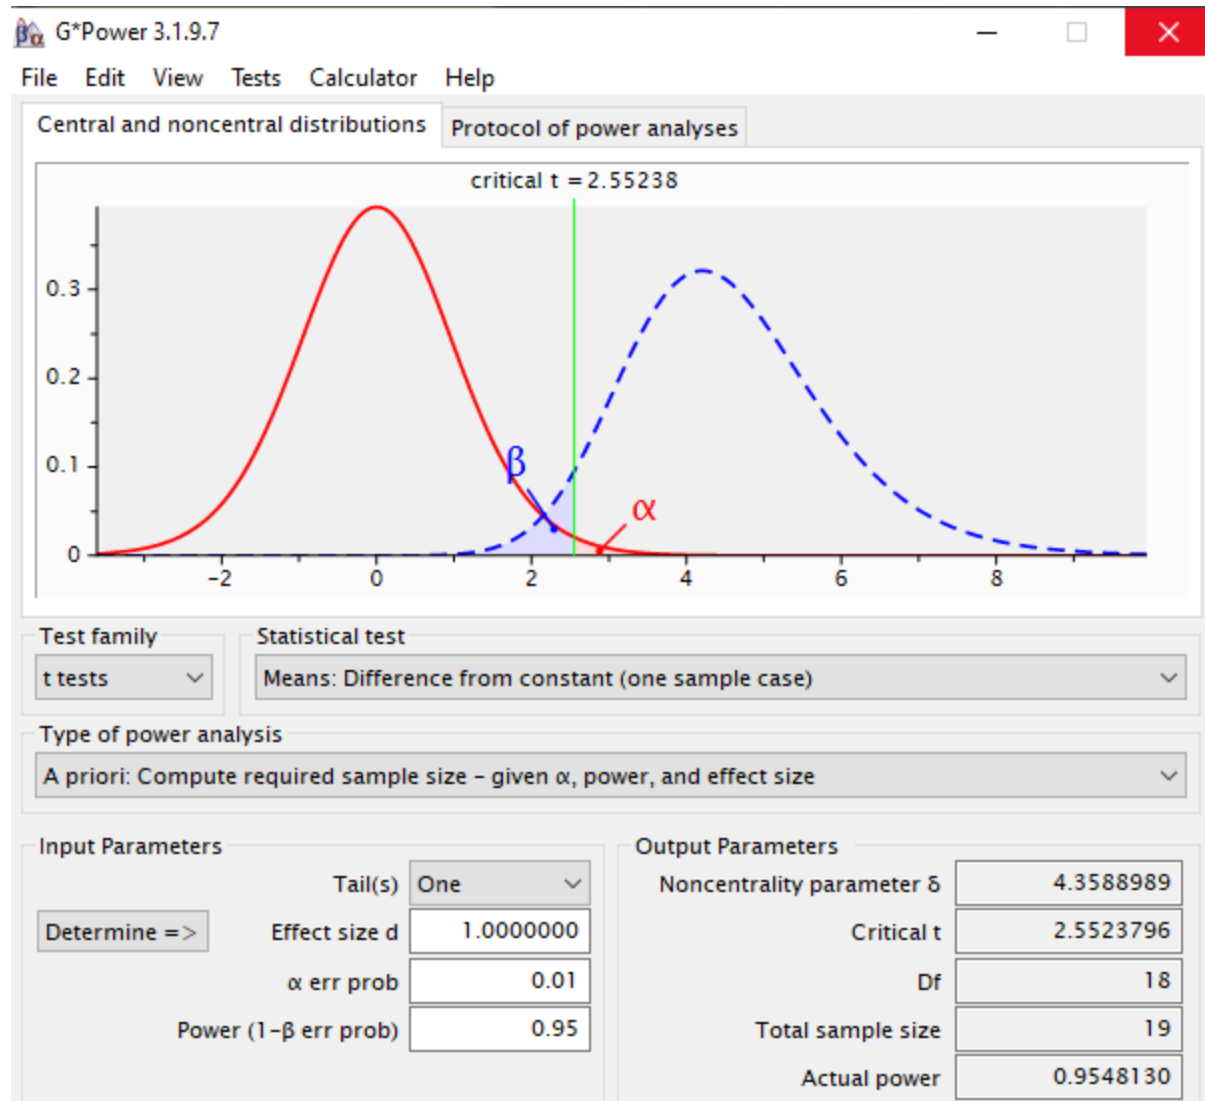 G*Power 3.1.9.7
File Edit View Tests Calculator Help
Central and noncentral distributions Protocol of power analyses
critical t = 2.55238
0.3
0.2
0.1
0
β
α
-2 0 2 4 6 8
Test family Statistical test
t tests Means: Difference from constant (one sample case)
Type of power analysis
A priori: Compute required sample size - given α, power, and effect size
Input Parameters Output Parameters
Tail(s) One Noncentrality parameter δ 4.3588989
Determine => Effect size d 1.0000000 Critical t 2.5523796
α err prob 0.01 Df 18
Power (1-β err prob) 0.95 Total sample size 19
Actual power 0.9548130